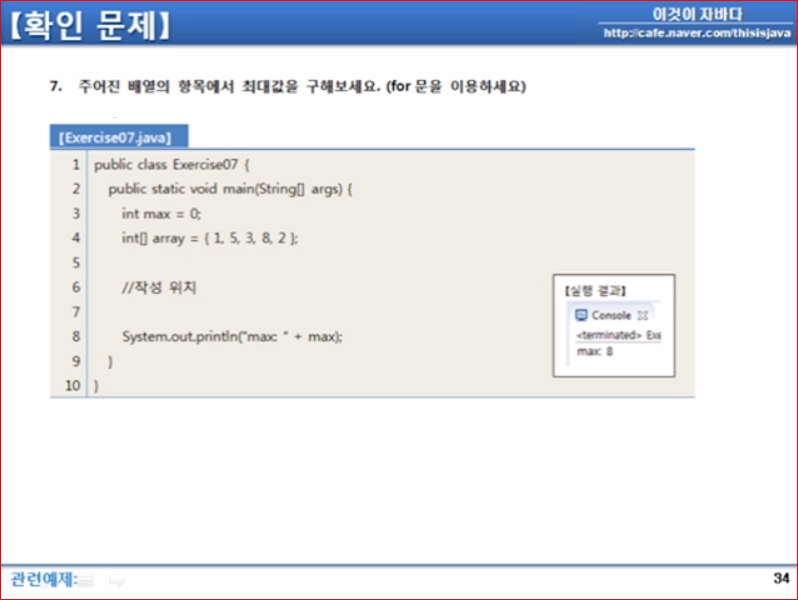 【확인 문제】
이것이 자바다
http://cafe.naver.com/thisisjava
7. 주어진 배열의 항목에서 최대값을 구해보세요. (for 문을 이용하세요)
[Exercise07.java]
1 public class Exercise07 {
2 public static void main(String[] args) {
3 int max = 0;
4 int[] array = { 1, 5, 3, 8, 2 };
5
6 //작성 위치
7
8 System.out.println("max: " + max);
9 }
10 }
【실행 결과】
Console
<terminated> Exe
max: 8
관련예제:
34